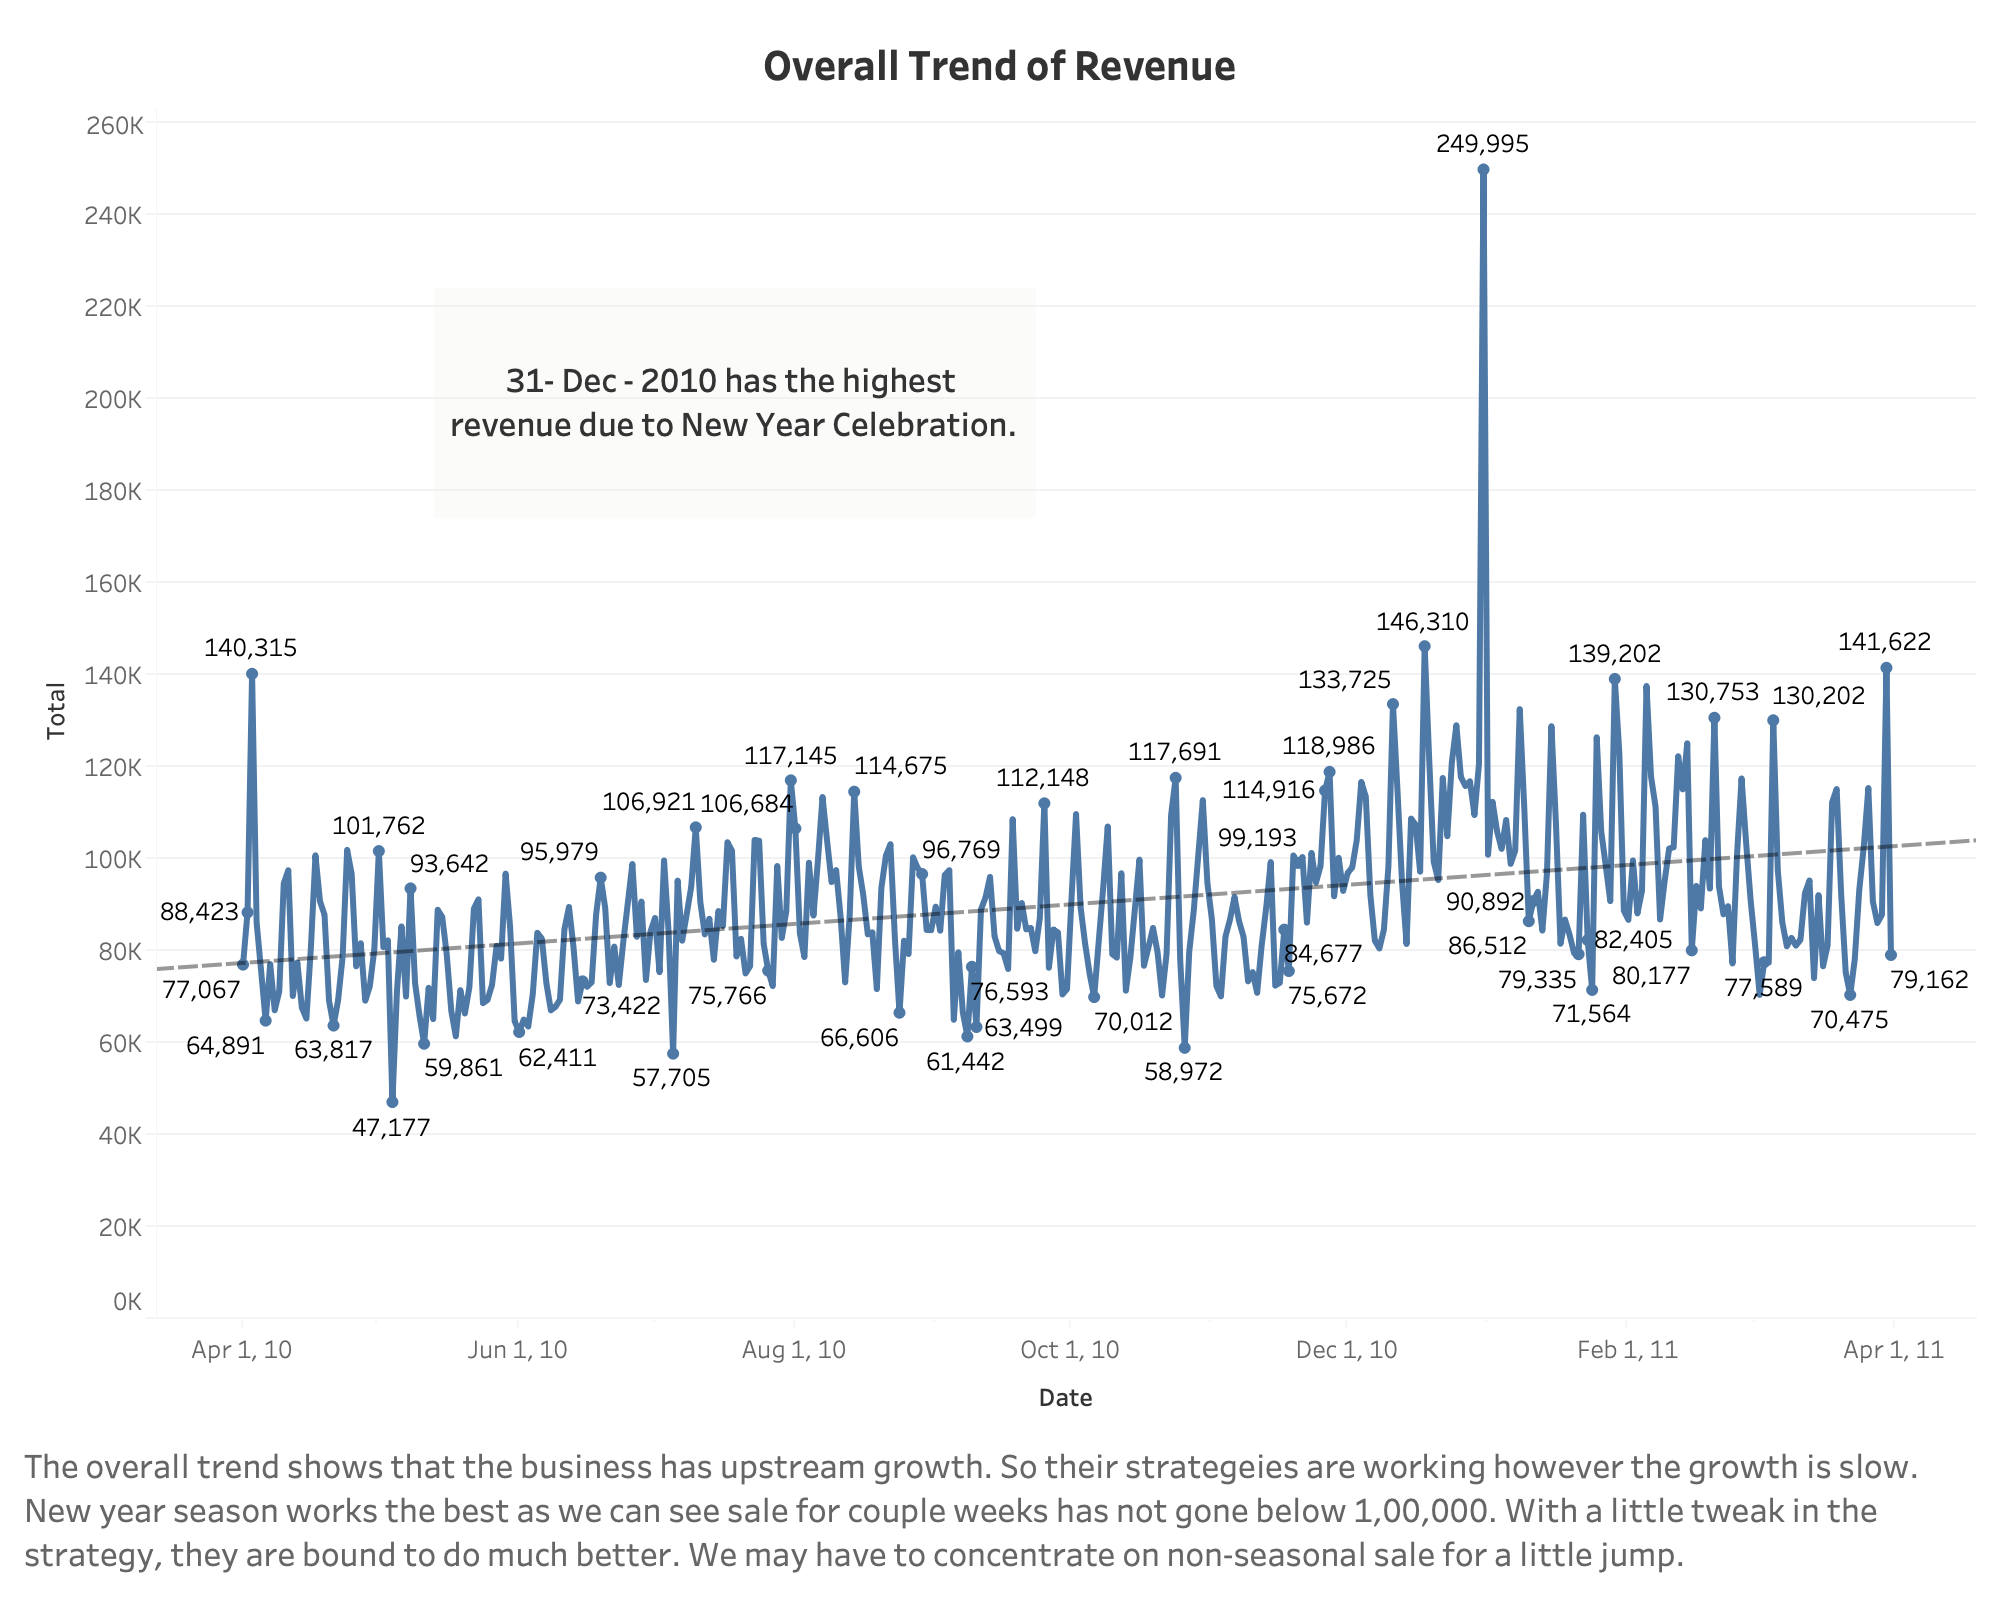 Overall Trend of Revenue
260K
249,995
240K
220K
31- Dec - 2010 has the highest
200K
revenue due to New Year Celebration.
180K
160K
146,310
140,315
141,622
139,202
140K
133,725
130,753
130,202
Total
120K
117,145
114,675
112,148
117,691
118,986
114,916
106,921
106,684
101,762
99,193
100K
93,642
95,979
96,769
88,423
90,892
86,512
82,405
84,677
80K
77,067
73,422
75,766
76,593
75,672
79,335
80,177
77,589
79,162
71,564
70,475
70,012
64,891
63,817
66,606
63,499
61,442
59,861
62,411
57,705
58,972
60K
47,177
40K
20K
0K
Apr 1, 10
Jun 1, 10
Aug 1, 10
Oct 1, 10
Dec 1, 10
Feb 1, 11
Apr 1, 11
Date
The overall trend shows that the business has upstream growth. So their strategeies are working however the growth is slow.
New year season works the best as we can see sale for couple weeks has not gone below 1,00,000. With a little tweak in the
strategy, they are bound to do much better. We may have to concentrate on non-seasonal sale for a little jump.